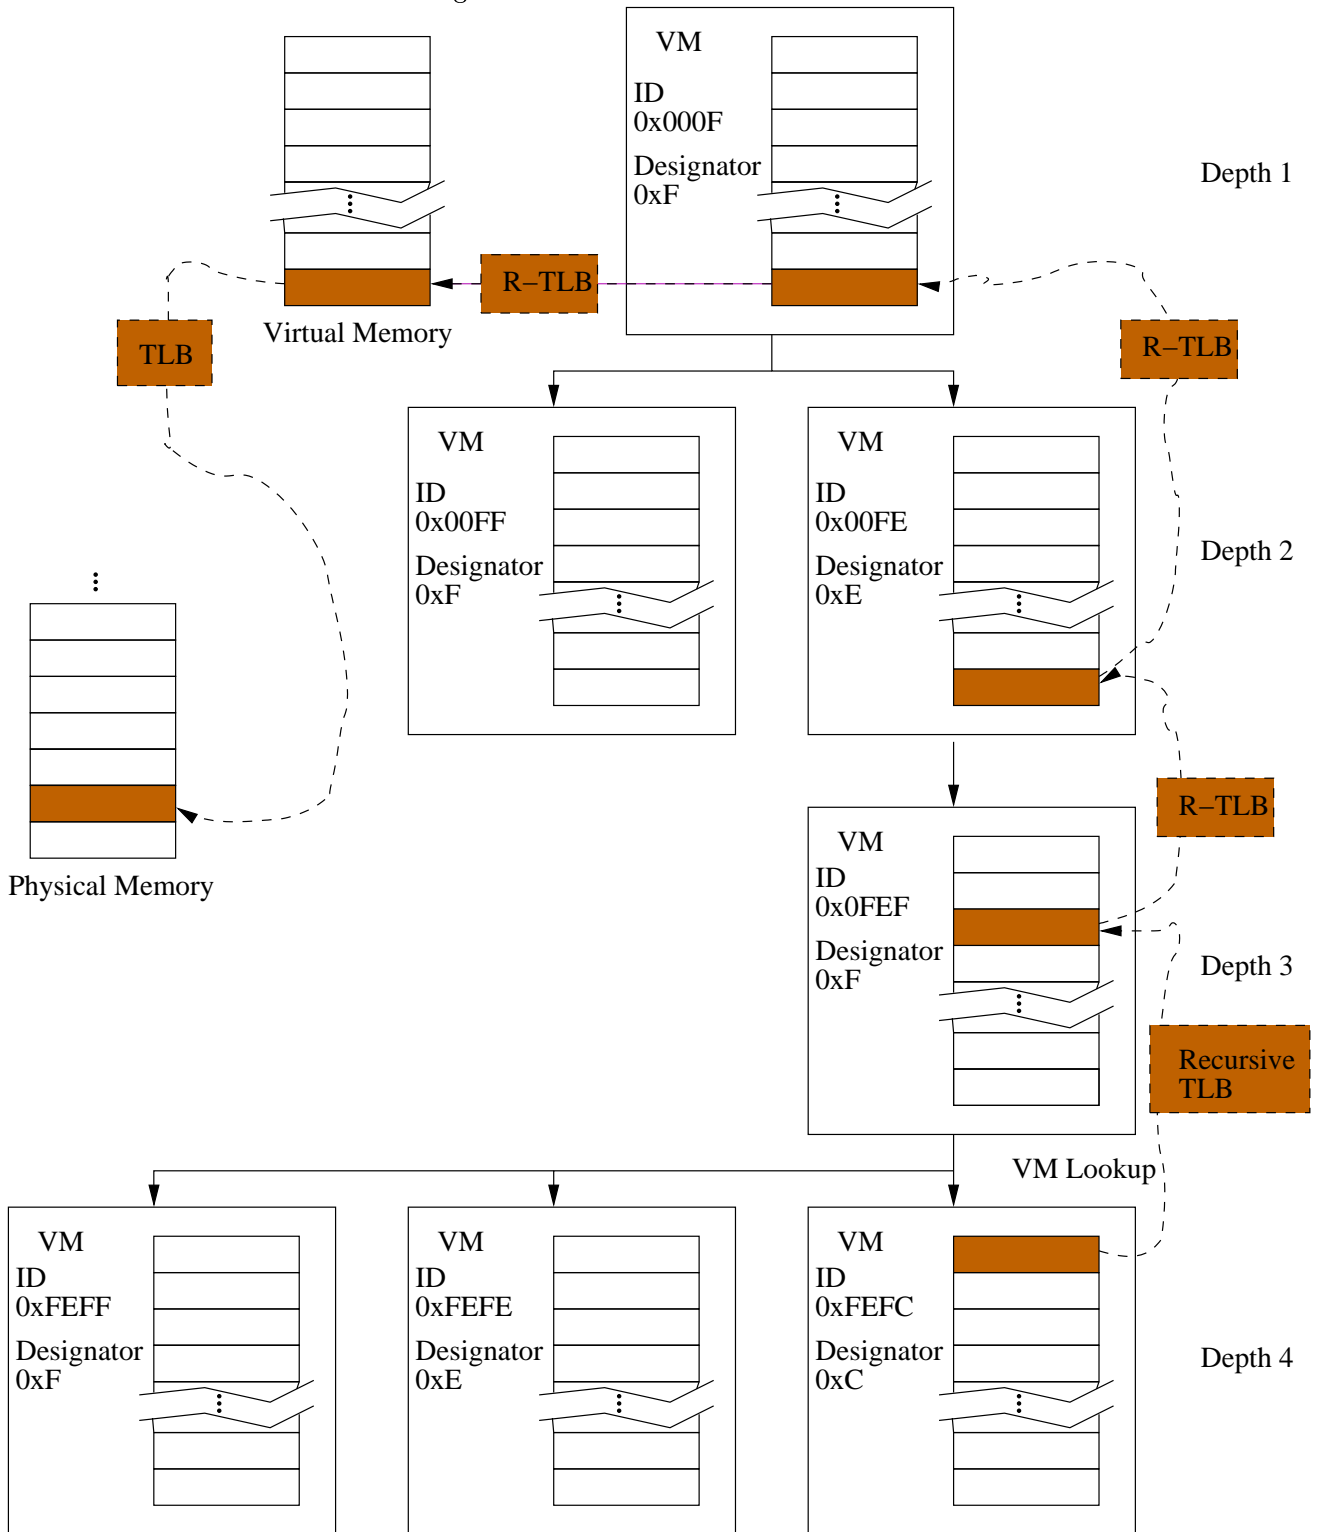 g
VM
ID
0x000F
Designator
0xF
Depth 1
R−TLB
Virtual Memory
TLB
R−TLB
VM
ID
0x00FF
Designator
0xF
VM
ID
0x00FE
Designator
0xE
Depth 2
Physical Memory
R−TLB
VM
ID
0x0FEF
Designator
0xF
Depth 3
Recursive
TLB
VM Lookup
VM
ID
0xFEFF
Designator
0xF
VM
ID
0xFEFE
Designator
0xE
VM
ID
0xFEFC
Designator
0xC
Depth 4